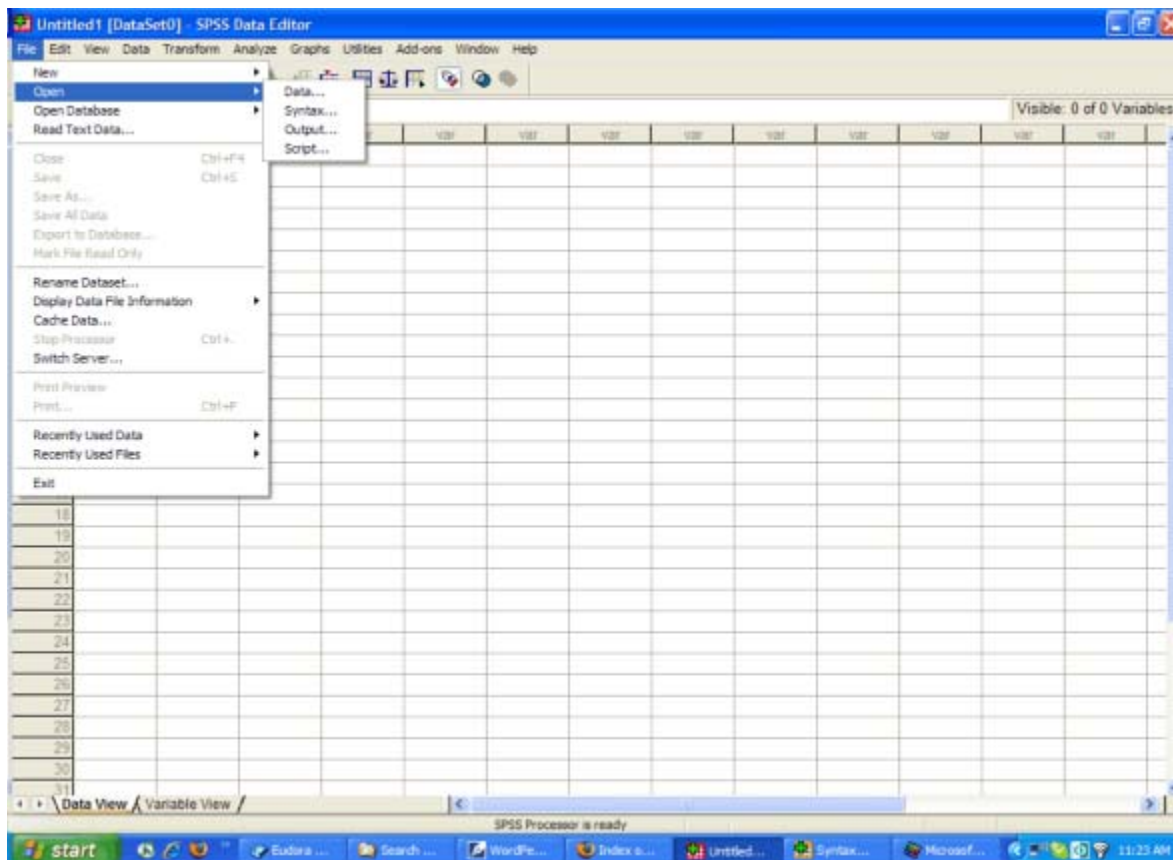 Untitled1 [DataSet0] - SPSS Data Editor
File Edit View Data Transform Analyze Graphs Utilities Add-ons Window Help
New
Open
Open Database
Read Text Data...
Close Ctrl+F4
Save Ctrl+S
Save As...
Save All Data
Export to Database...
Mark File Read Only
Rename Dataset...
Display Data File Information
Cache Data...
Stop Processor Ctrl+.
Switch Server...
Print Preview
Print... Ctrl+P
Recently Used Data
Recently Used Files
Exit
Data...
Syntax...
Output...
Script...
Visible: 0 of 0 Variables
var var var var var var var var var
18
19
20
21
22
23
24
25
26
27
28
29
30
31
Data View Variable View
SPSS Processor is ready
start Eudora ... Search ... WordPe... Index o... Untitled... Syntax... Microsof... 11:23 AM